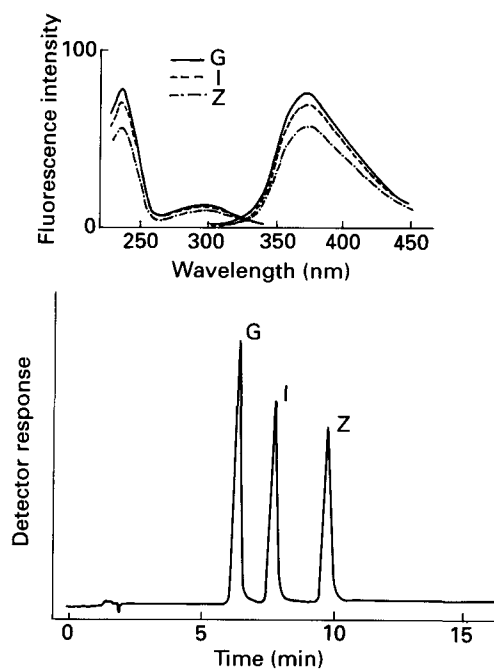 100
G
I
Z
Fluorescence intensity
0
250
300
350
400
450
Wavelength (nm)
G
I
Z
Detector response
0
5
10
15
Time (min)